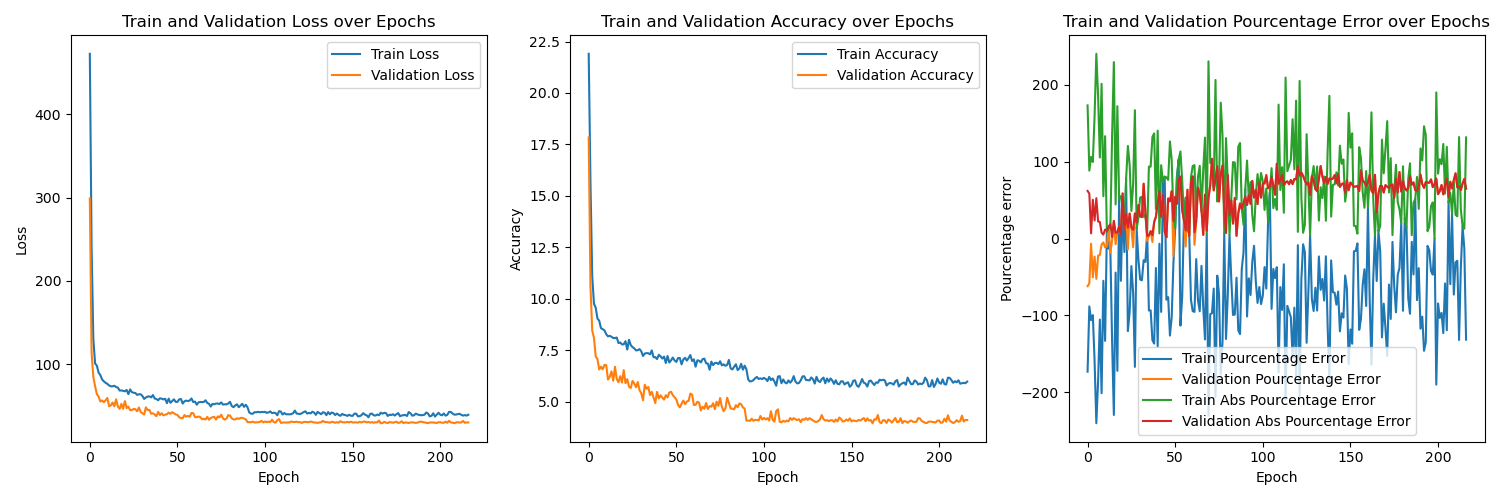 Train and Validation Loss over Epochs
Train Loss
Validation Loss
400
300
200
100
Loss
0
50
100
150
200
Epoch
Train and Validation Accuracy over Epochs
Train Accuracy
Validation Accuracy
22.5
20.0
17.5
15.0
12.5
10.0
7.5
5.0
Accuracy
0
50
100
150
200
Epoch
Train and Validation Pourcentage Error over Epochs
200
100
0
−100
−200
Pourcentage error
Train Pourcentage Error
Validation Pourcentage Error
Train Abs Pourcentage Error
Validation Abs Pourcentage Error
0
50
100
150
200
Epoch